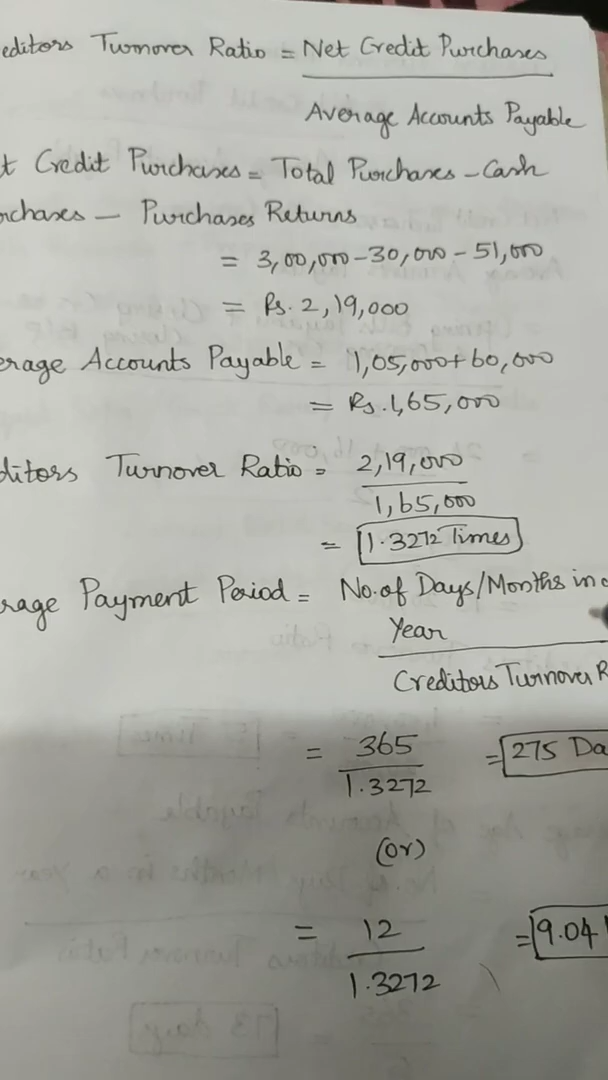 editors Turnover Ratio = Net Credit Purchases
Average Accounts Payable
t Credit Purchases = Total Purchases - Cash
rchases - Purchases Returns
= 3,00,000-30,000-51,000
= Rs. 2,19,000
erage Accounts Payable = 1,05,000+60,000
= Rs.1,65,000
ditors Turnover Ratio = 2,19,000
1,65,000
= 1.3272 Times
rage Payment Period = No.of Days/Months in a
Year
Creditors Turnover R
= 365 = 275 Da
1.3272
(or)
= 12 = 9.04
1.3272